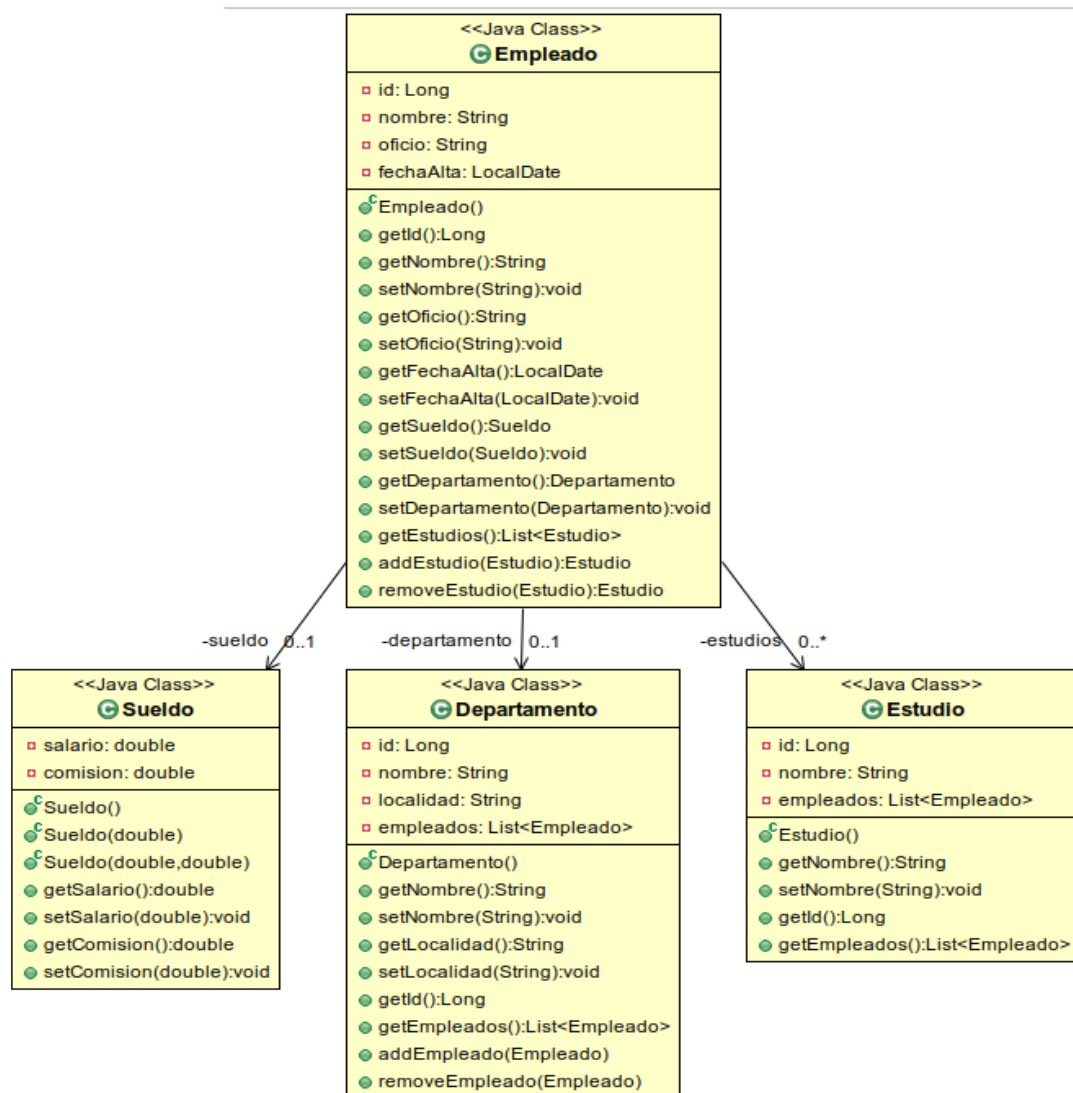 <<Java Class>>
C Empleado
id: Long
nombre: String
oficio: String
fechaAlta: LocalDate
c Empleado()
getId():Long
getNombre():String
setNombre(String):void
getOficio():String
setOficio(String):void
getFechaAlta():LocalDate
setFechaAlta(LocalDate):void
getSueldo():Sueldo
setSueldo(Sueldo):void
getDepartamento():Departamento
setDepartamento(Departamento):void
getEstudios():List<Estudio>
addEstudio(Estudio):Estudio
removeEstudio(Estudio):Estudio
-sueldo 0..1
-departamento 0..1
-estudios 0..*
<<Java Class>>
C Sueldo
salario: double
comision: double
c Sueldo()
c Sueldo(double)
c Sueldo(double,double)
getSalario():double
setSalario(double):void
getComision():double
setComision(double):void
<<Java Class>>
C Departamento
id: Long
nombre: String
localidad: String
empleados: List<Empleado>
c Departamento()
getNombre():String
setNombre(String):void
getLocalidad():String
setLocalidad(String):void
getId():Long
getEmpleados():List<Empleado>
addEmpleado(Empleado)
removeEmpleado(Empleado)
<<Java Class>>
C Estudio
id: Long
nombre: String
empleados: List<Empleado>
c Estudio()
getNombre():String
setNombre(String):void
getId():Long
getEmpleados():List<Empleado>